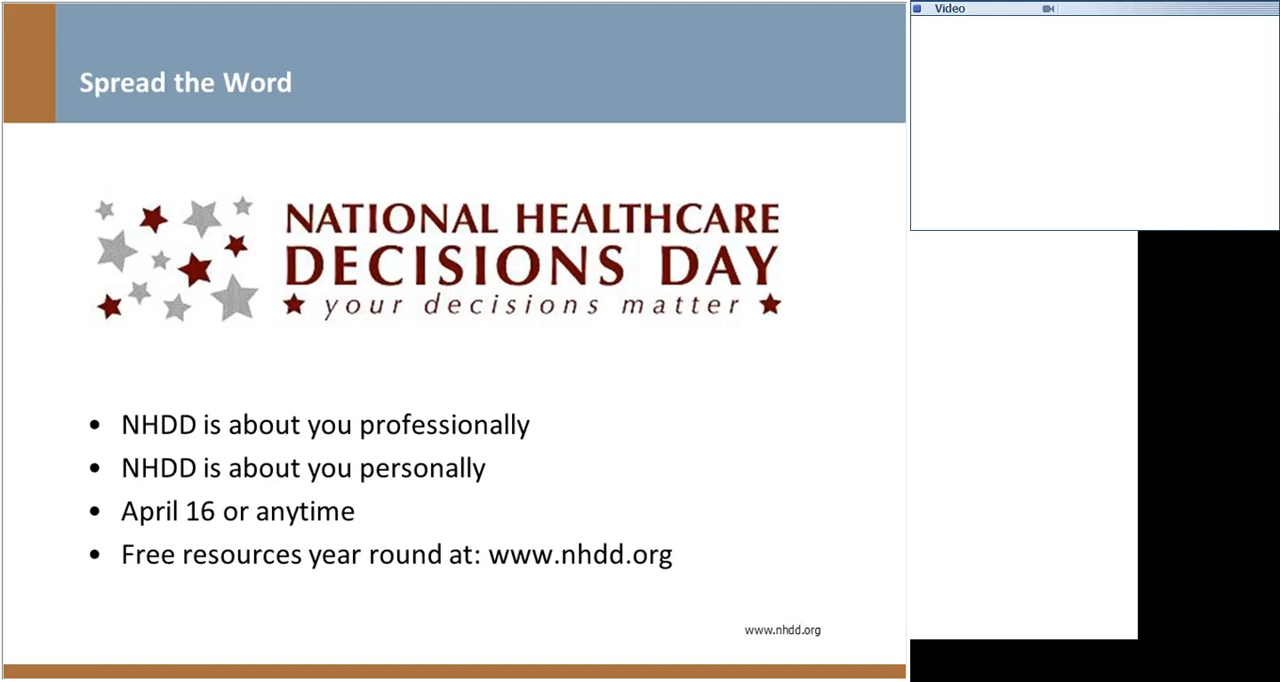 Spread the Word
NATIONAL HEALTHCARE
DECISIONS DAY
your decisions matter
• NHDD is about you professionally
• NHDD is about you personally
• April 16 or anytime
• Free resources year round at: www.nhdd.org
www.nhdd.org
Video